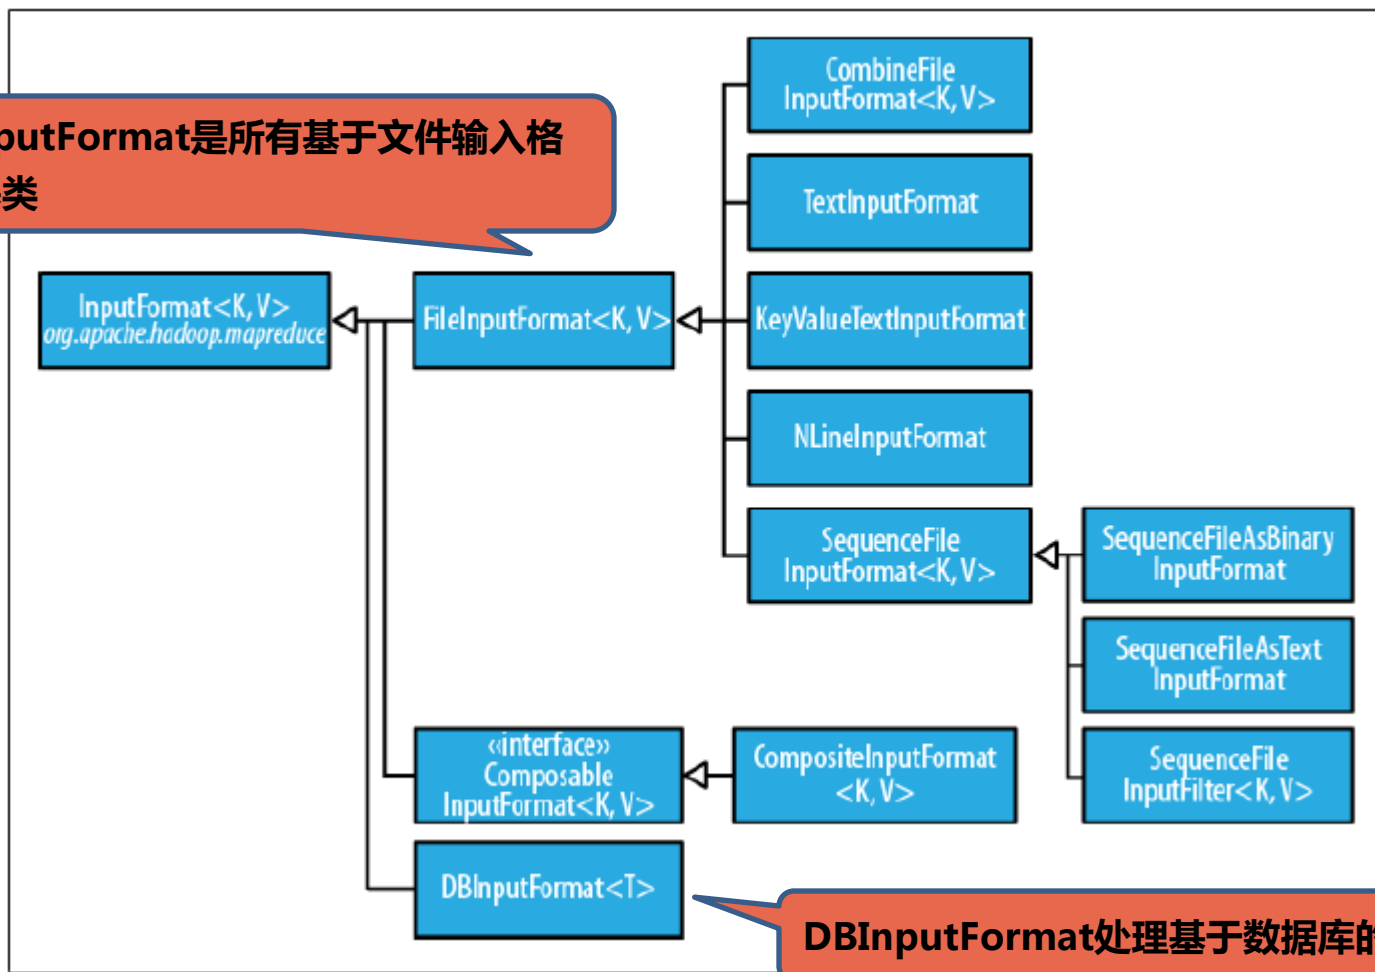 CombineFile
InputFormat<K, V>
putFormat是所有基于文件输入格
类
TextInputFormat
InputFormat<K, V>
org.apache.hadoop.mapreduce
FileInputFormat<K, V>
KeyValueTextInputFormat
NLineInputFormat
SequenceFile
InputFormat<K, V>
SequenceFileAsBinary
InputFormat
SequenceFileAsText
InputFormat
«interface»
Composable
InputFormat<K, V>
CompositeInputFormat
<K, V>
SequenceFile
InputFilter<K, V>
DBInputFormat<T>
DBInputFormat处理基于数据库的